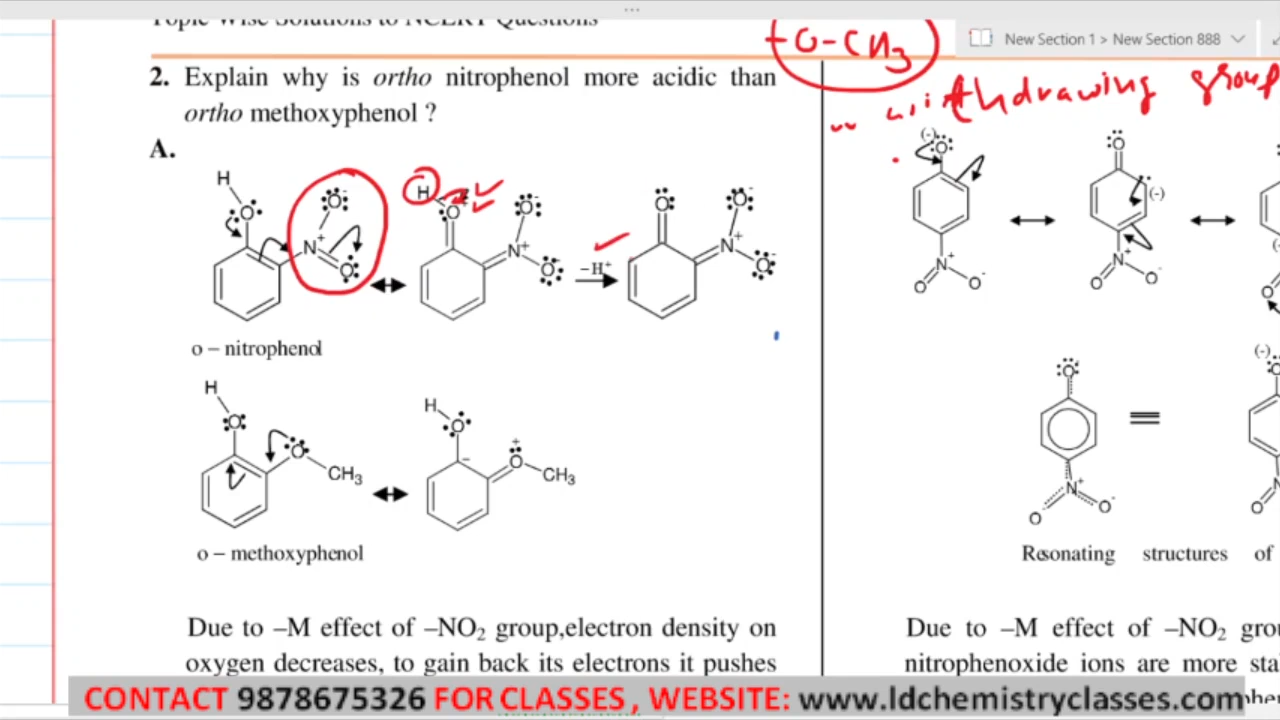 Topic Wise Solutions to NCERT Questions
+O-CH3
New Section 1 > New Section 888
withdrawing group
2. Explain why is ortho nitrophenol more acidic than
ortho methoxyphenol ?
A.
H
O
N+
O-
O
H
O
N+
O-
O-
–H+
O
N+
O-
O-
o – nitrophenol
H
O
O
CH3
H
O
-
+
O
CH3
o – methoxyphenol
Due to –M effect of –NO2 group,electron density on
oxygen decreases, to gain back its electrons it pushes
(-)
O
N+
O
O-
O
(-)
N+
O
O-
O
O
N+
O
O-
(-)
O
N
O
Resonating structures of
Due to –M effect of –NO2
nitrophenoxide ions are more
CONTACT 9878675326 FOR CLASSES , WEBSITE: www.ldchemistryclasses.com